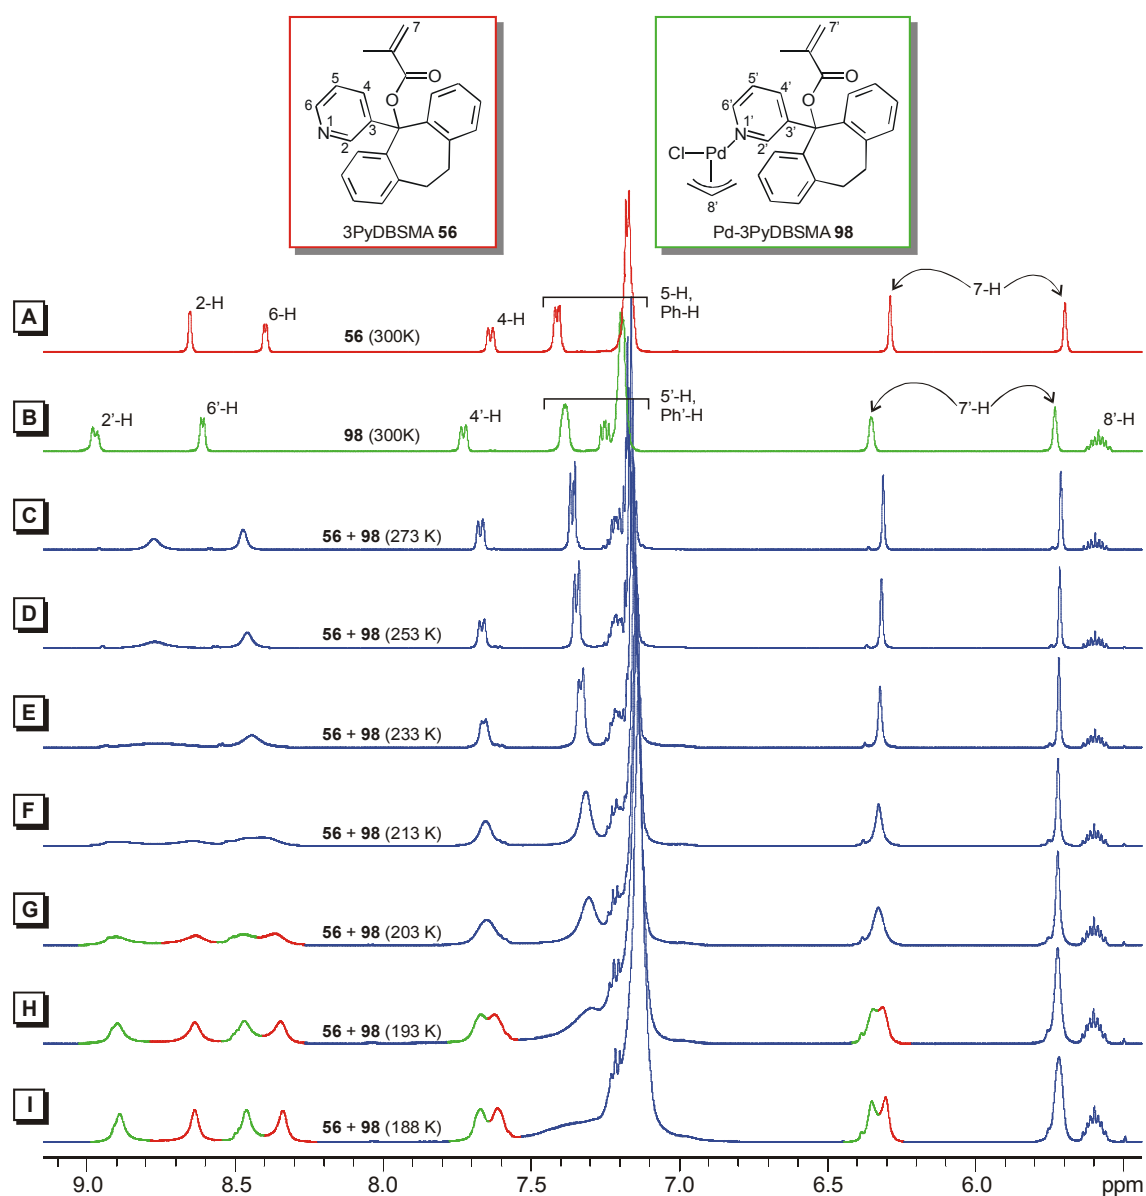 7
O
O
5
4
6
1
N
3
2
3PyDBSMA 56
7'
O
O
5'
4'
6'
1'
N
3'
2'
Cl
Pd
8'
Pd-3PyDBSMA 98
A
2-H
6-H
56 (300K)
4-H
5-H,
Ph-H
7-H
B
2'-H
6'-H
98 (300K)
4'-H
5'-H,
Ph'-H
7'-H
8'-H
C
56 + 98 (273 K)
D
56 + 98 (253 K)
E
56 + 98 (233 K)
F
56 + 98 (213 K)
G
56 + 98 (203 K)
H
56 + 98 (193 K)
I
56 + 98 (188 K)
9.0 8.5 8.0 7.5 7.0 6.5 6.0 ppm